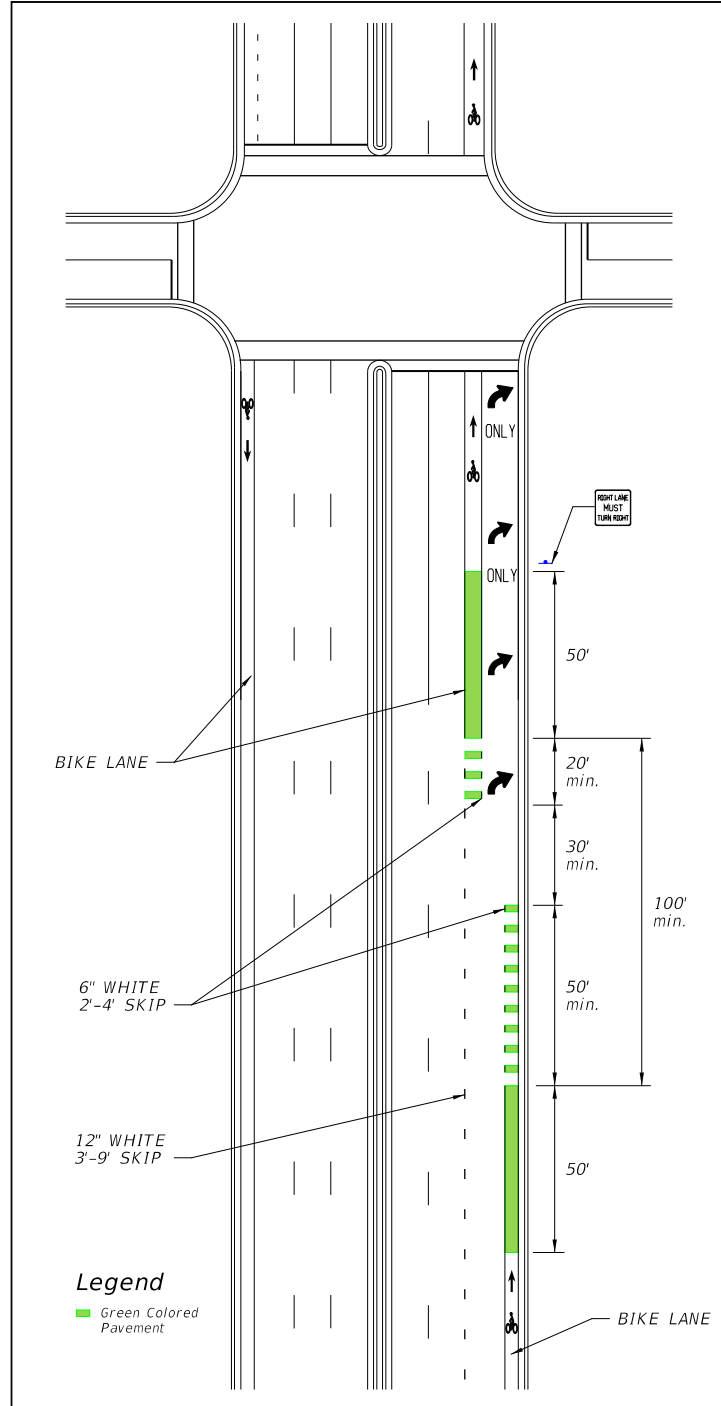 ONLY
RIGHT LANE
MUST
TURN RIGHT
ONLY
50'
BIKE LANE
20'
min.
30'
min.
100'
min.
6" WHITE
2'-4' SKIP
50'
min.
12" WHITE
3'-9' SKIP
50'
Legend
Green Colored
Pavement
BIKE LANE